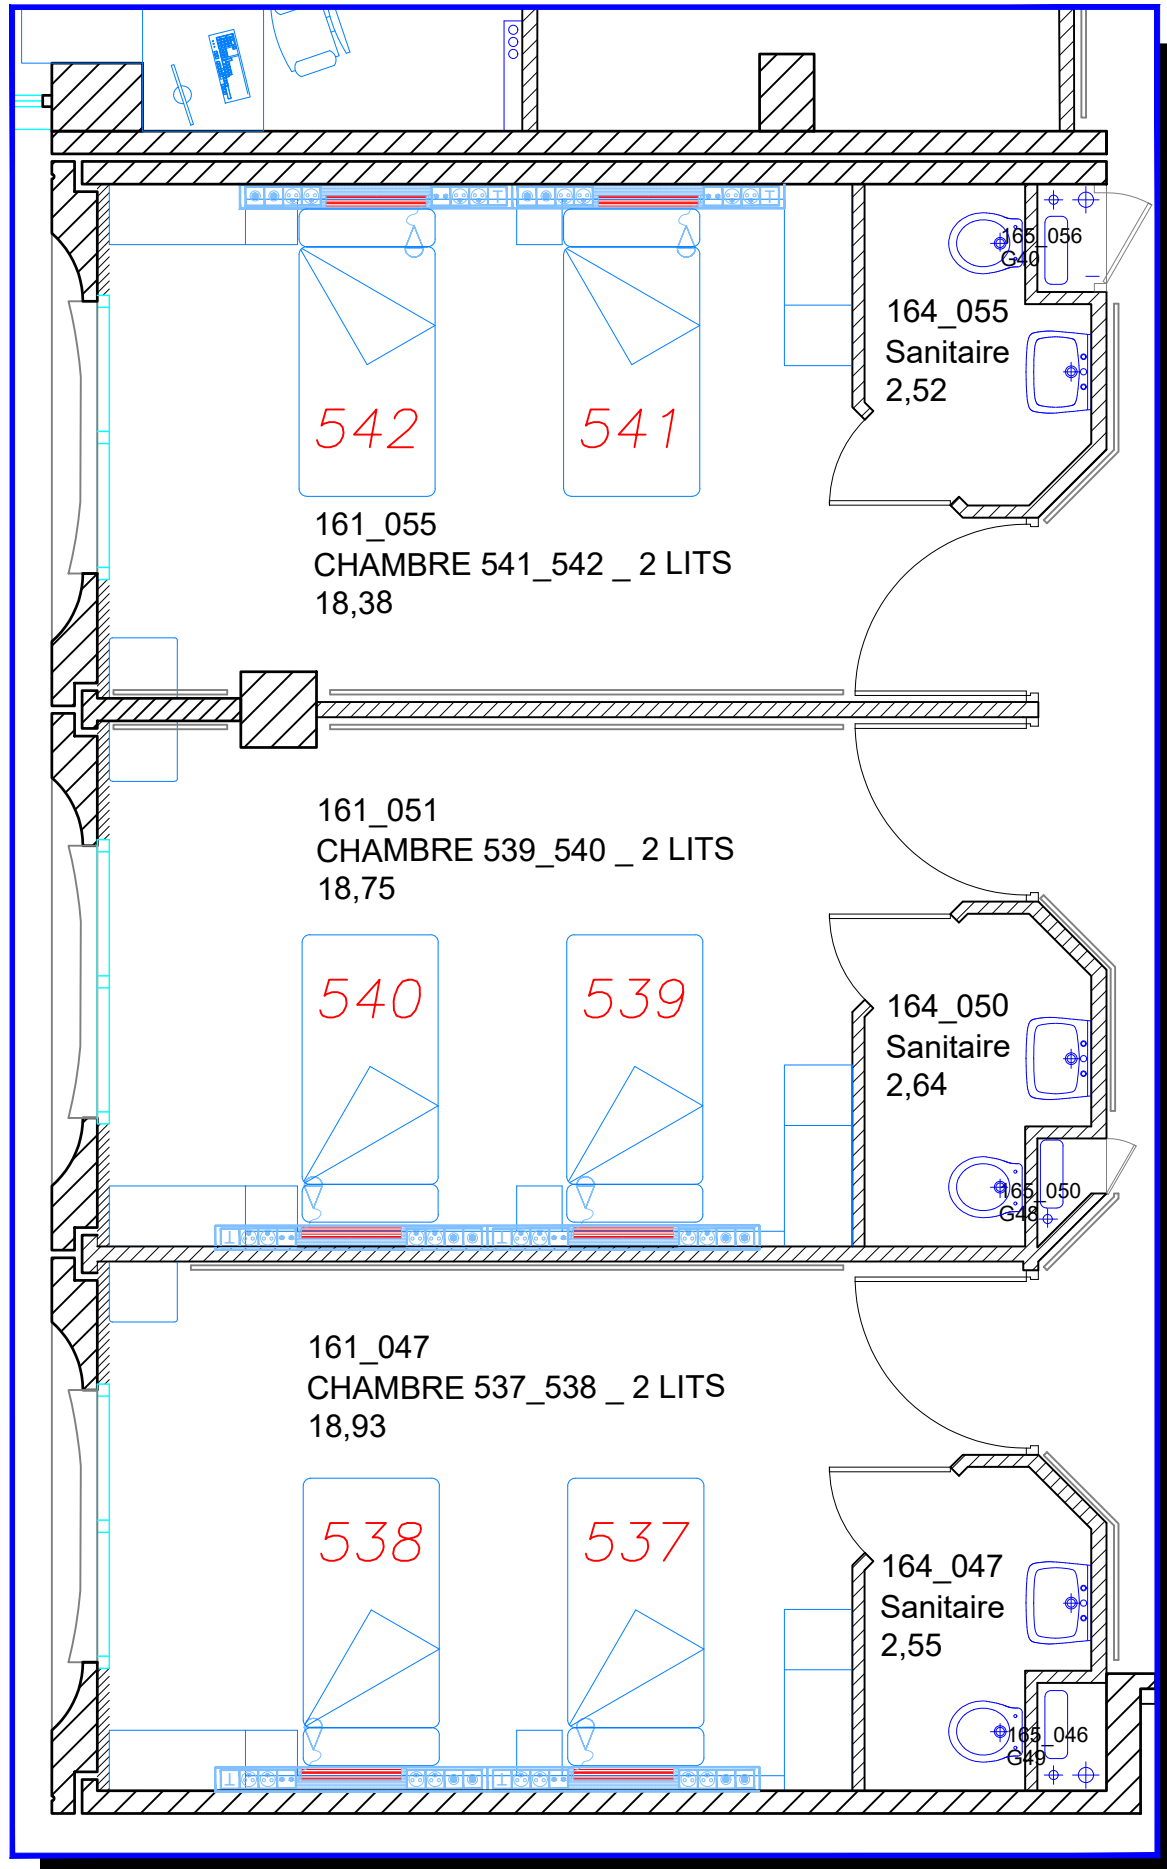 165_056
G40
164_055
Sanitaire
2,52
542
541
161_055
CHAMBRE 541_542 _ 2 LITS
18,38
161_051
CHAMBRE 539_540 _ 2 LITS
18,75
540
539
164_050
Sanitaire
2,64
165_050
G48
161_047
CHAMBRE 537_538 _ 2 LITS
18,93
538
537
164_047
Sanitaire
2,55
165_046
G49